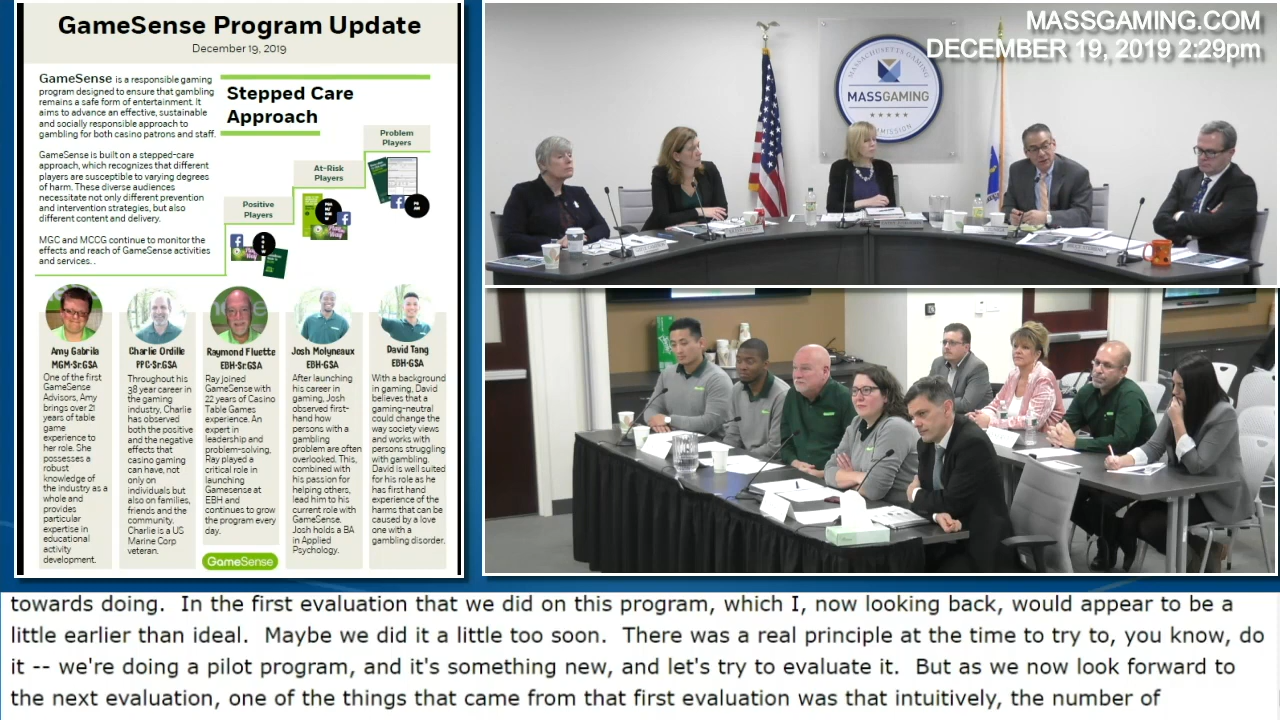 GameSense Program Update
December 19, 2019
GameSense is a responsible gaming
program designed to ensure that gambling
remains a safe form of entertainment. It
aims to advance an effective, sustainable
and socially responsible approach to
gambling for both casino patrons and staff.
GameSense is built on a stepped-care
approach, which recognizes that different
players are susceptible to varying degrees
of harm. These diverse audiences
necessitate not only different prevention
and intervention strategies, but also
different content and delivery.
MGC and MCCG continue to monitor the
effects and reach of GameSense activities
and services. .
Stepped Care
Approach
Problem
Players
At-Risk
Players
Positive
Players
Amy Gabrila
MGM-Sr.GSA
One of the first
GameSense
Advisors, Amy
brings over 21
years of table
game
experience to
her role. She
possesses a
robust
knowledge of
the industry as a
whole and
provides
particular
expertise in
educational
activity
development.
Charlie Ordille
PPC-Sr.GSA
Throughout his
38 year career in
the gaming
industry, Charlie
has observed
both the positive
and the negative
effects that
casino gaming
can have, not
only on
individuals but
also on families,
friends and the
community.
Charlie is a US
Marine Corp
veteran.
Raymond Fluette
EBH-Sr.GSA
Ray joined
GameSense with
22 years of Casino
Table Games
experience. An
expert in
leadership and
problem-solving,
Ray played a
critical role in
launching
Gamesense at
EBH and
continues to grow
the program every
day.
GameSense
Josh Molyneaux
EBH-GSA
After launching
his career in
gaming, Josh
observed first-
hand how
persons with a
gambling
problem are often
overlooked. This,
combined with
his passion for
helping others,
lead him to his
current role with
GameSense.
Josh holds a BA
in Applied
Psychology.
David Tang
EBH-GSA
With a background
in gaming, David
believes that a
gaming-neutral
could change the
way society views
and works with
persons struggling
with gambling.
David is well suited
for his role as he
has first hand
experience of the
harms that can be
caused by a love
one with a
gambling disorder.
MASSGAMING.COM
DECEMBER 19, 2019 2:29pm
MASSACHUSETTS GAMING
MASSGAMING
COMMISSION
towards doing. In the first evaluation that we did on this program, which I, now looking back, would appear to be a
little earlier than ideal. Maybe we did it a little too soon. There was a real principle at the time to try to, you know, do
it -- we're doing a pilot program, and it's something new, and let's try to evaluate it. But as we now look forward to
the next evaluation, one of the things that came from that first evaluation was that intuitively, the number of